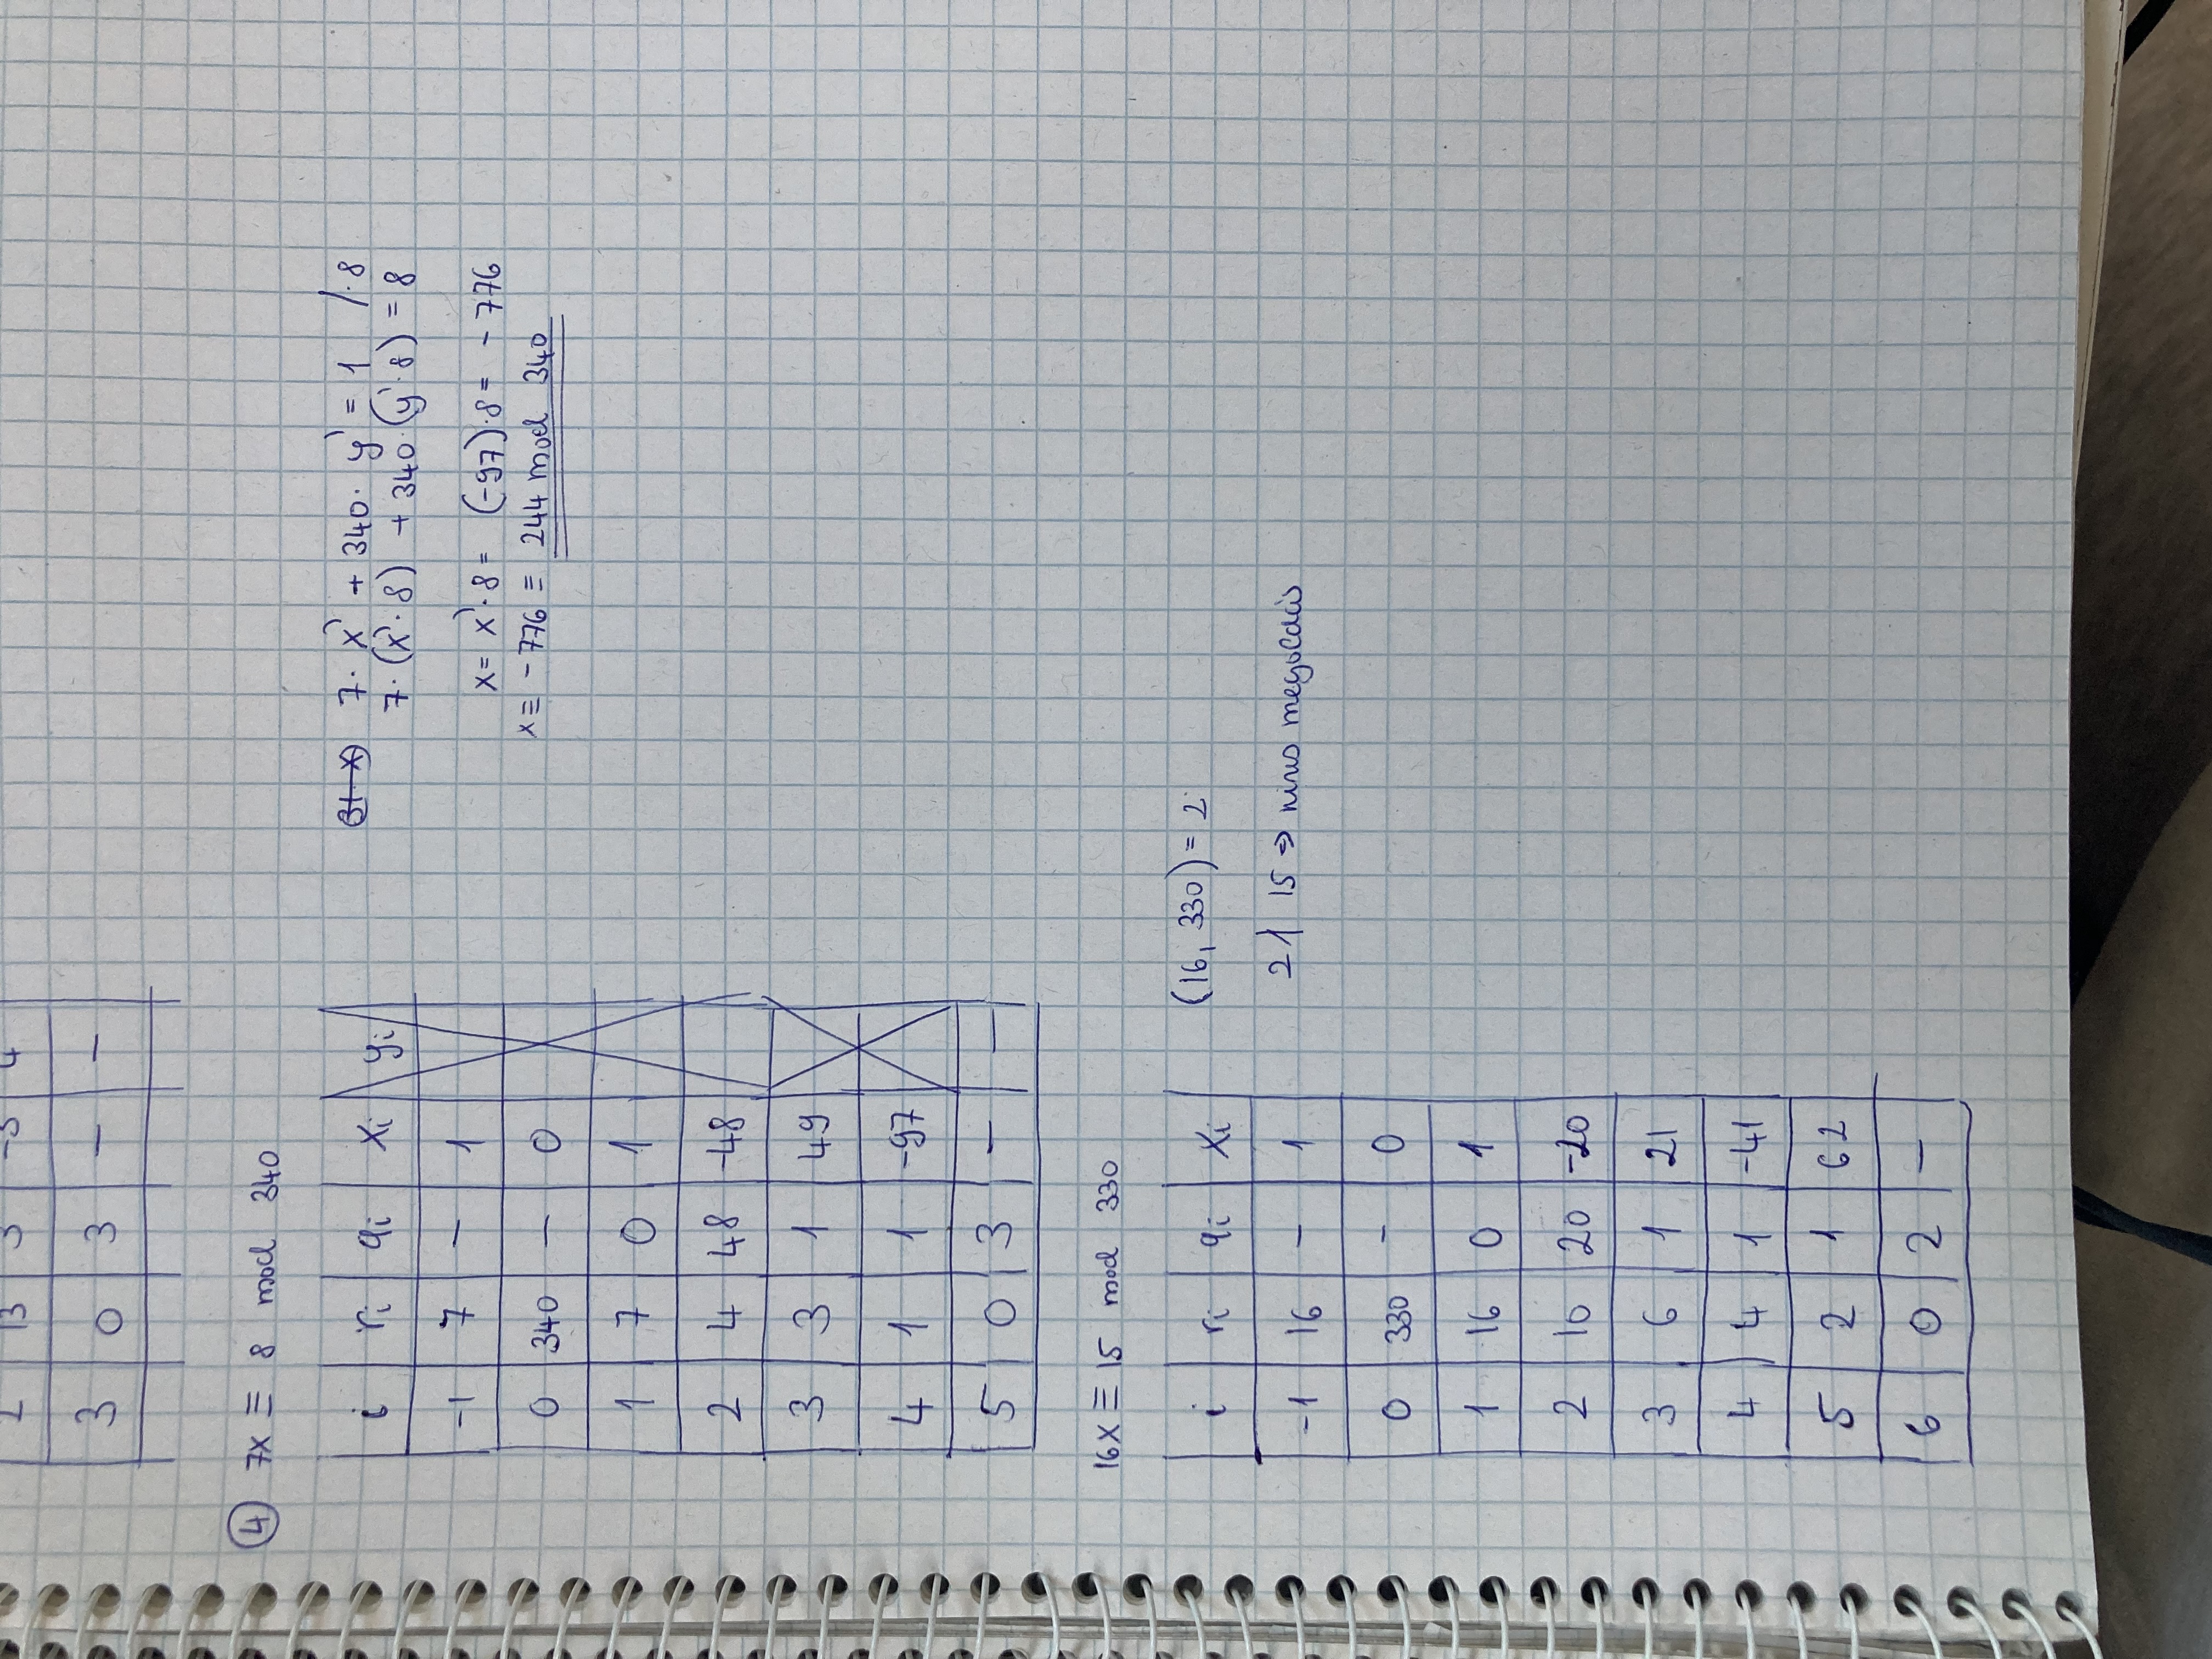 2 13 3 -3 4
3 0 3 - -
4 7x ≡ 8 mod 340
i ri qi xi yi
-1 7 - 1
0 340 - 0
1 7 0 1
2 4 48 -48
3 3 1 49
4 1 1 -97
5 0 3 - -
7· x' + 340· y' = 1 /·8
7· (x'· 8) + 340·(y'·8) = 8
x= x'·8= (-97)·8= -776
x≡ -776 ≡ 244 mod 340
16x ≡ 15 mod 330
i ri qi xi
-1 16 - 1
0 330 - 0
1 16 0 1
2 10 20 -20
3 6 1 21
4 4 1 -41
5 2 1 62
6 0 2 -
(16, 330) = 2
2∤ 15 ⇒ nincs megoldás